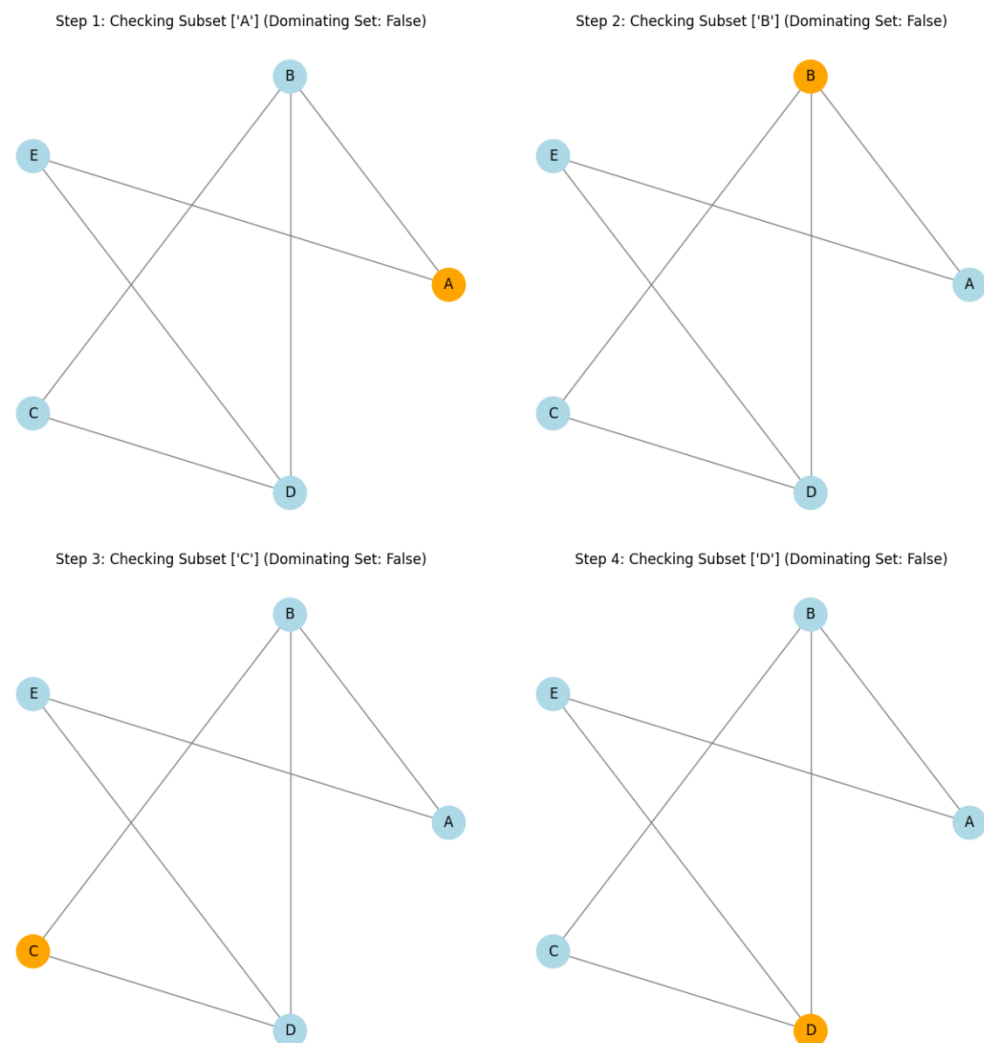 Step 1: Checking Subset ['A'] (Dominating Set: False)
B
E
A
C
D
Step 2: Checking Subset ['B'] (Dominating Set: False)
B
E
A
C
D
Step 3: Checking Subset ['C'] (Dominating Set: False)
B
E
A
C
D
Step 4: Checking Subset ['D'] (Dominating Set: False)
B
E
A
C
D